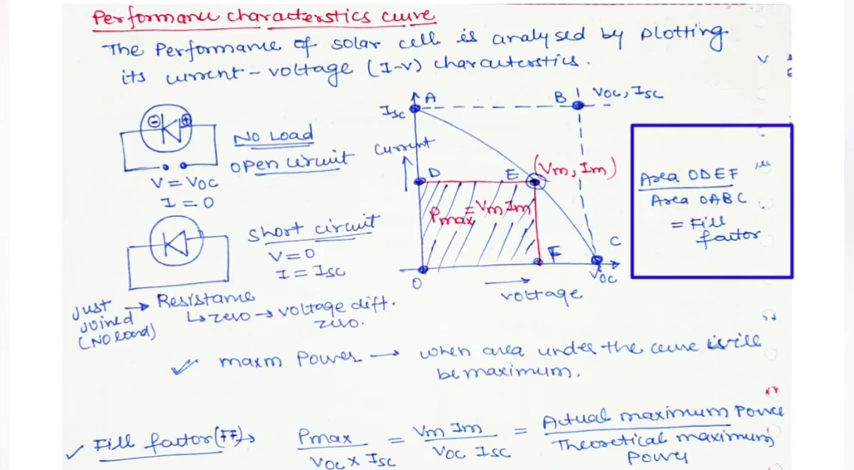 Performance characterstics curve
The Performance of solar cell is analysed by plotting
its current-voltage (I-V) characterstics.
V
NO LOAD
Open circuit
V = Voc
I = 0
short circuit
V = 0
I = Isc
Just joined (NO load) → Resistance
↳ zero → voltage diff. zero.
Isc A
B Voc, Isc
Current
D
E (Vm, Im)
Pmax = Vm Im
O
F
C
Voc
voltage
Area ODEF
Area OABC
= Fill
factor
✓ maxm Power → when area under the curve will
be maximum.
✓ Fill factor (FF) → Pmax / Voc x Isc = Vm Im / Voc Isc = Actual maximum Power / Theoretical maximum Power